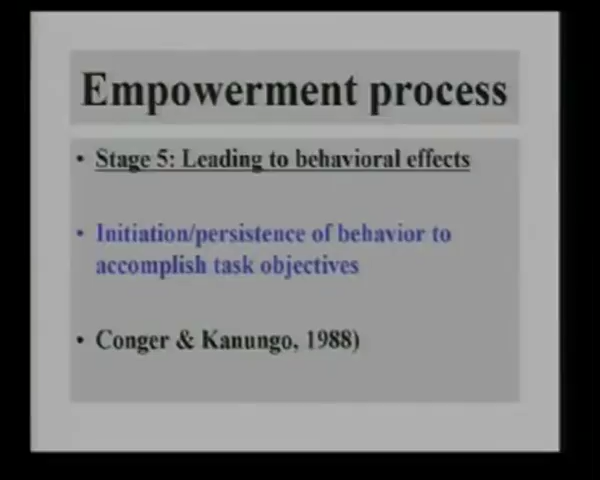 Empowerment process
• Stage 5: Leading to behavioral effects
• Initiation/persistence of behavior to
accomplish task objectives
• Conger & Kanungo, 1988)